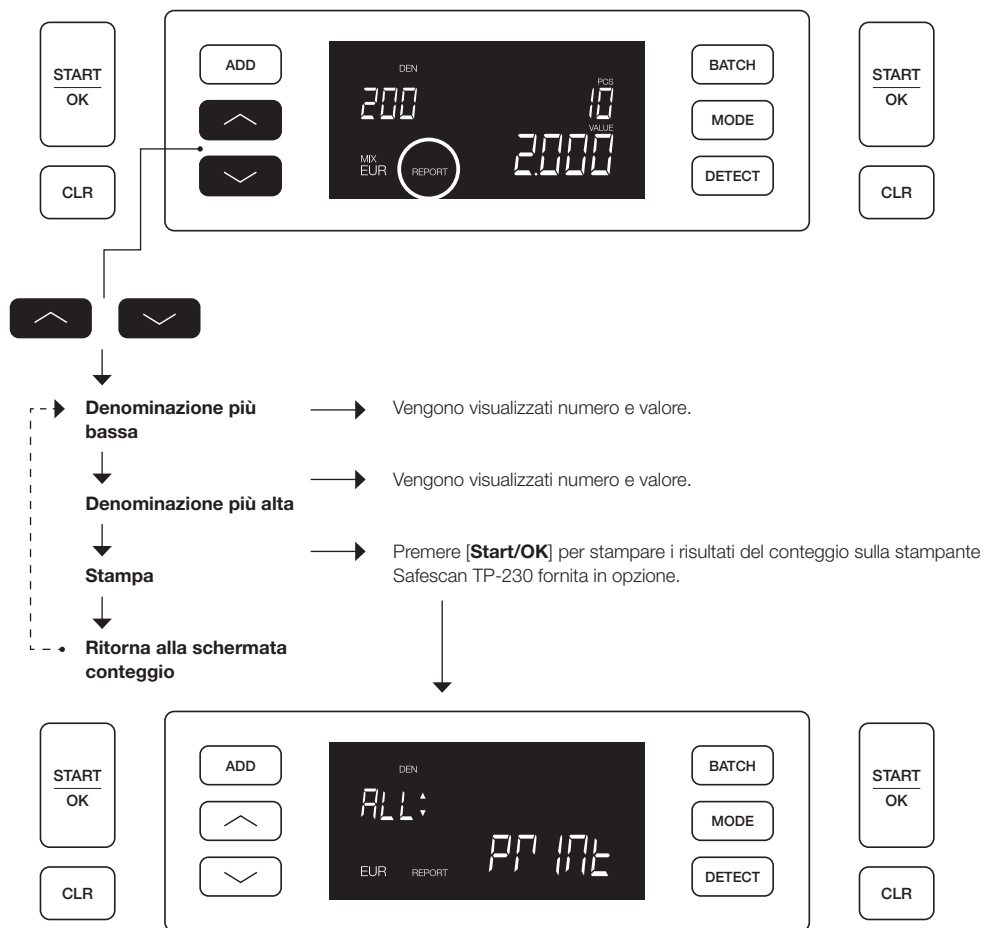 START
OK
CLR
ADD
DEN
200
PCS
10
VALUE
2.000
MIX
EUR
REPORT
BATCH
MODE
DETECT
START
OK
CLR
Denominazione più
bassa
Vengono visualizzati numero e valore.
Denominazione più alta
Vengono visualizzati numero e valore.
Stampa
Premere [Start/OK] per stampare i risultati del conteggio sulla stampante
Safescan TP-230 fornita in opzione.
Ritorna alla schermata
conteggio
START
OK
CLR
ADD
DEN
ALL:
PRINt
EUR REPORT
BATCH
MODE
DETECT
START
OK
CLR